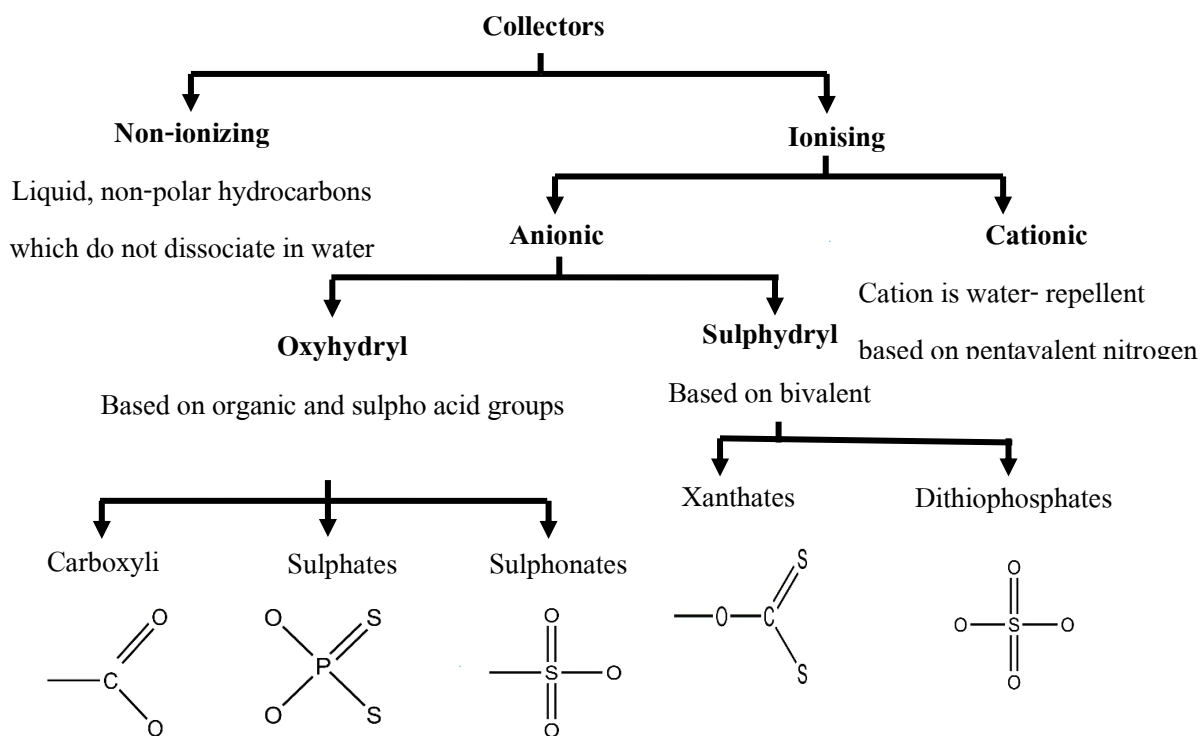 Collectors
Non-ionizing
Ionising
Liquid, non-polar hydrocarbons
which do not dissociate in water
Anionic
Cationic
Cation is water- repellent
based on pentavalent nitrogen
Oxyhydryl
Sulphydryl
Based on organic and sulpho acid groups
Based on bivalent
Xanthates
Dithiophosphates
Carboxyli
Sulphates
Sulphonates
O
C
O
O
S
P
O
S
O
S
O
O
S
O
C
S
O
O
S
O
O